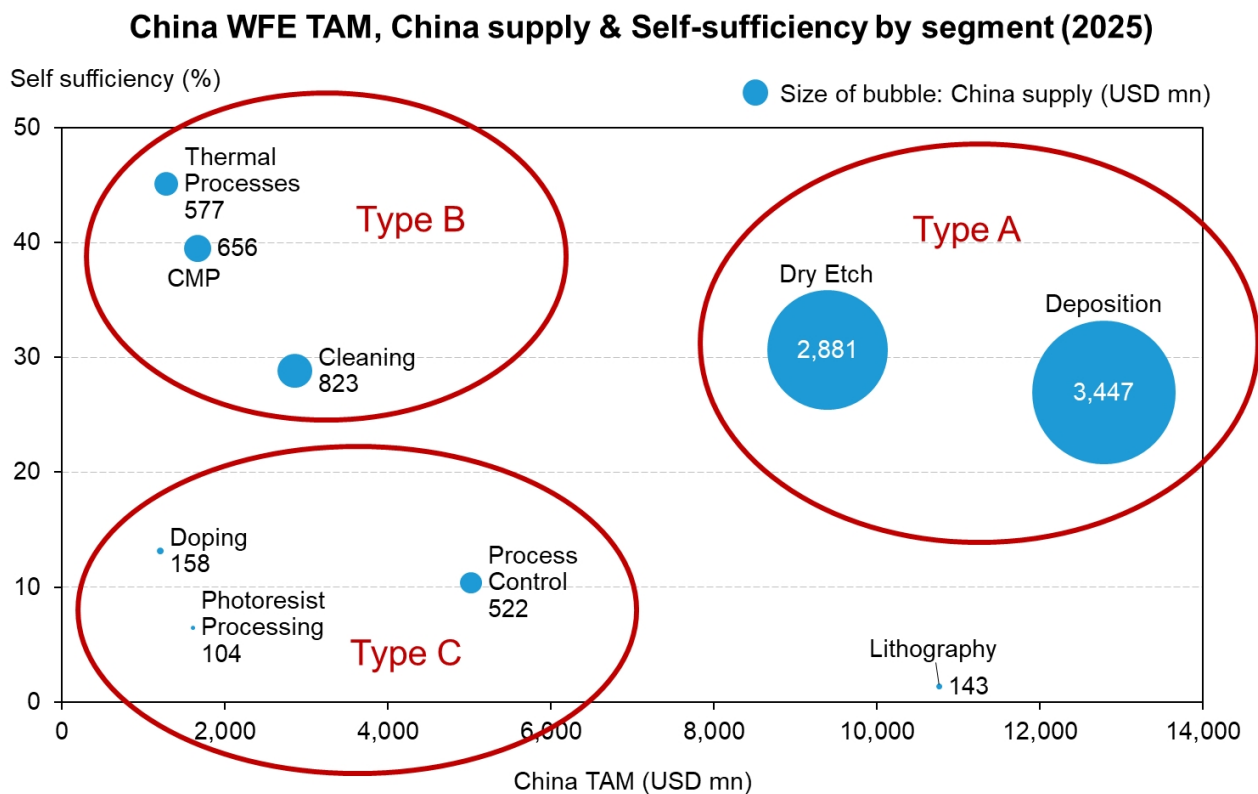 China WFE TAM, China supply & Self-sufficiency by segment (2025)
Self sufficiency (%)
Size of bubble: China supply (USD mn)
50
40
30
20
10
0
Thermal
Processes
577
656
CMP
Type B
Cleaning
823
Type A
Dry Etch
2,881
Deposition
3,447
Doping
158
Photoresist
Processing
104
Process
Control
522
Type C
Lithography
143
0
2,000
4,000
6,000
8,000
10,000
12,000
14,000
China TAM (USD mn)